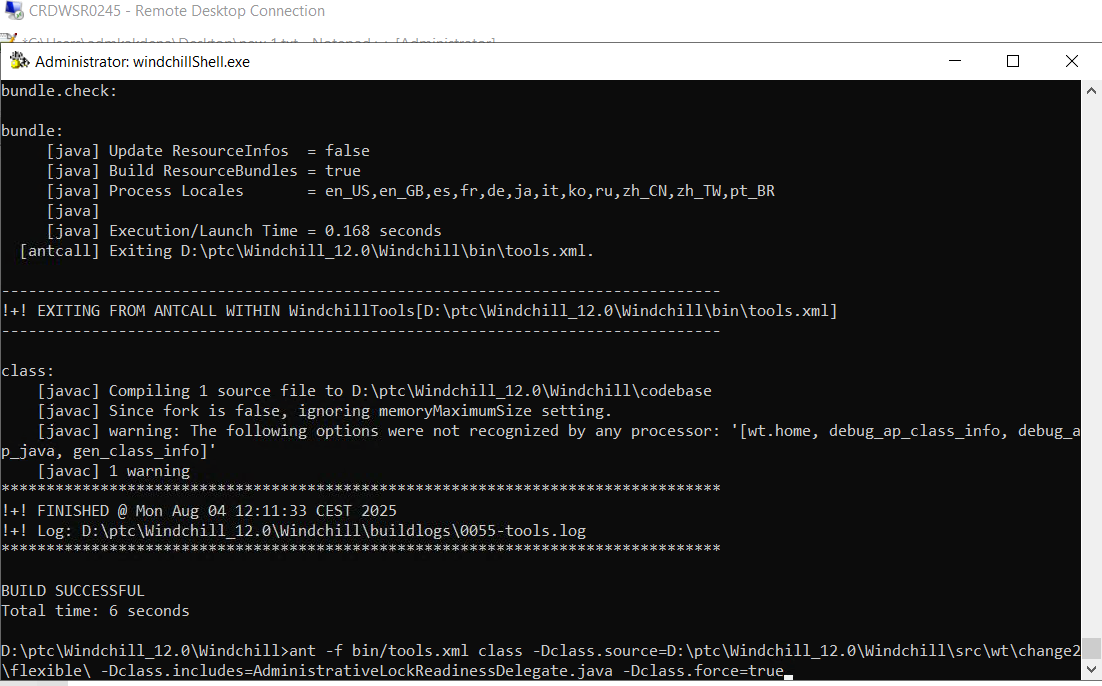 CRDWSR0245 - Remote Desktop Connection
Administrator: windchillShell.exe
bundle.check:
bundle:
[java] Update ResourceInfos = false
[java] Build ResourceBundles = true
[java] Process Locales = en_US,en_GB,es,fr,de,ja,it,ko,ru,zh_CN,zh_TW,pt_BR
[java]
[java] Execution/Launch Time = 0.168 seconds
[antcall] Exiting D:\ptc\Windchill_12.0\Windchill\bin\tools.xml.
--------------------------------------------------------------------------------
!+! EXITING FROM ANTCALL WITHIN WindchillTools[D:\ptc\Windchill_12.0\Windchill\bin\tools.xml]
--------------------------------------------------------------------------------
class:
[javac] Compiling 1 source file to D:\ptc\Windchill_12.0\Windchill\codebase
[javac] Since fork is false, ignoring memoryMaximumSize setting.
[javac] warning: The following options were not recognized by any processor: '[wt.home, debug_ap_class_info, debug_a
p_java, gen_class_info]'
[javac] 1 warning
********************************************************************************
!+! FINISHED @ Mon Aug 04 12:11:33 CEST 2025
!+! Log: D:\ptc\Windchill_12.0\Windchill\buildlogs\0055-tools.log
********************************************************************************
BUILD SUCCESSFUL
Total time: 6 seconds
D:\ptc\Windchill_12.0\Windchill>ant -f bin/tools.xml class -Dclass.source=D:\ptc\Windchill_12.0\Windchill\src\wt\change2
\flexible\ -Dclass.includes=AdministrativeLockReadinessDelegate.java -Dclass.force=true